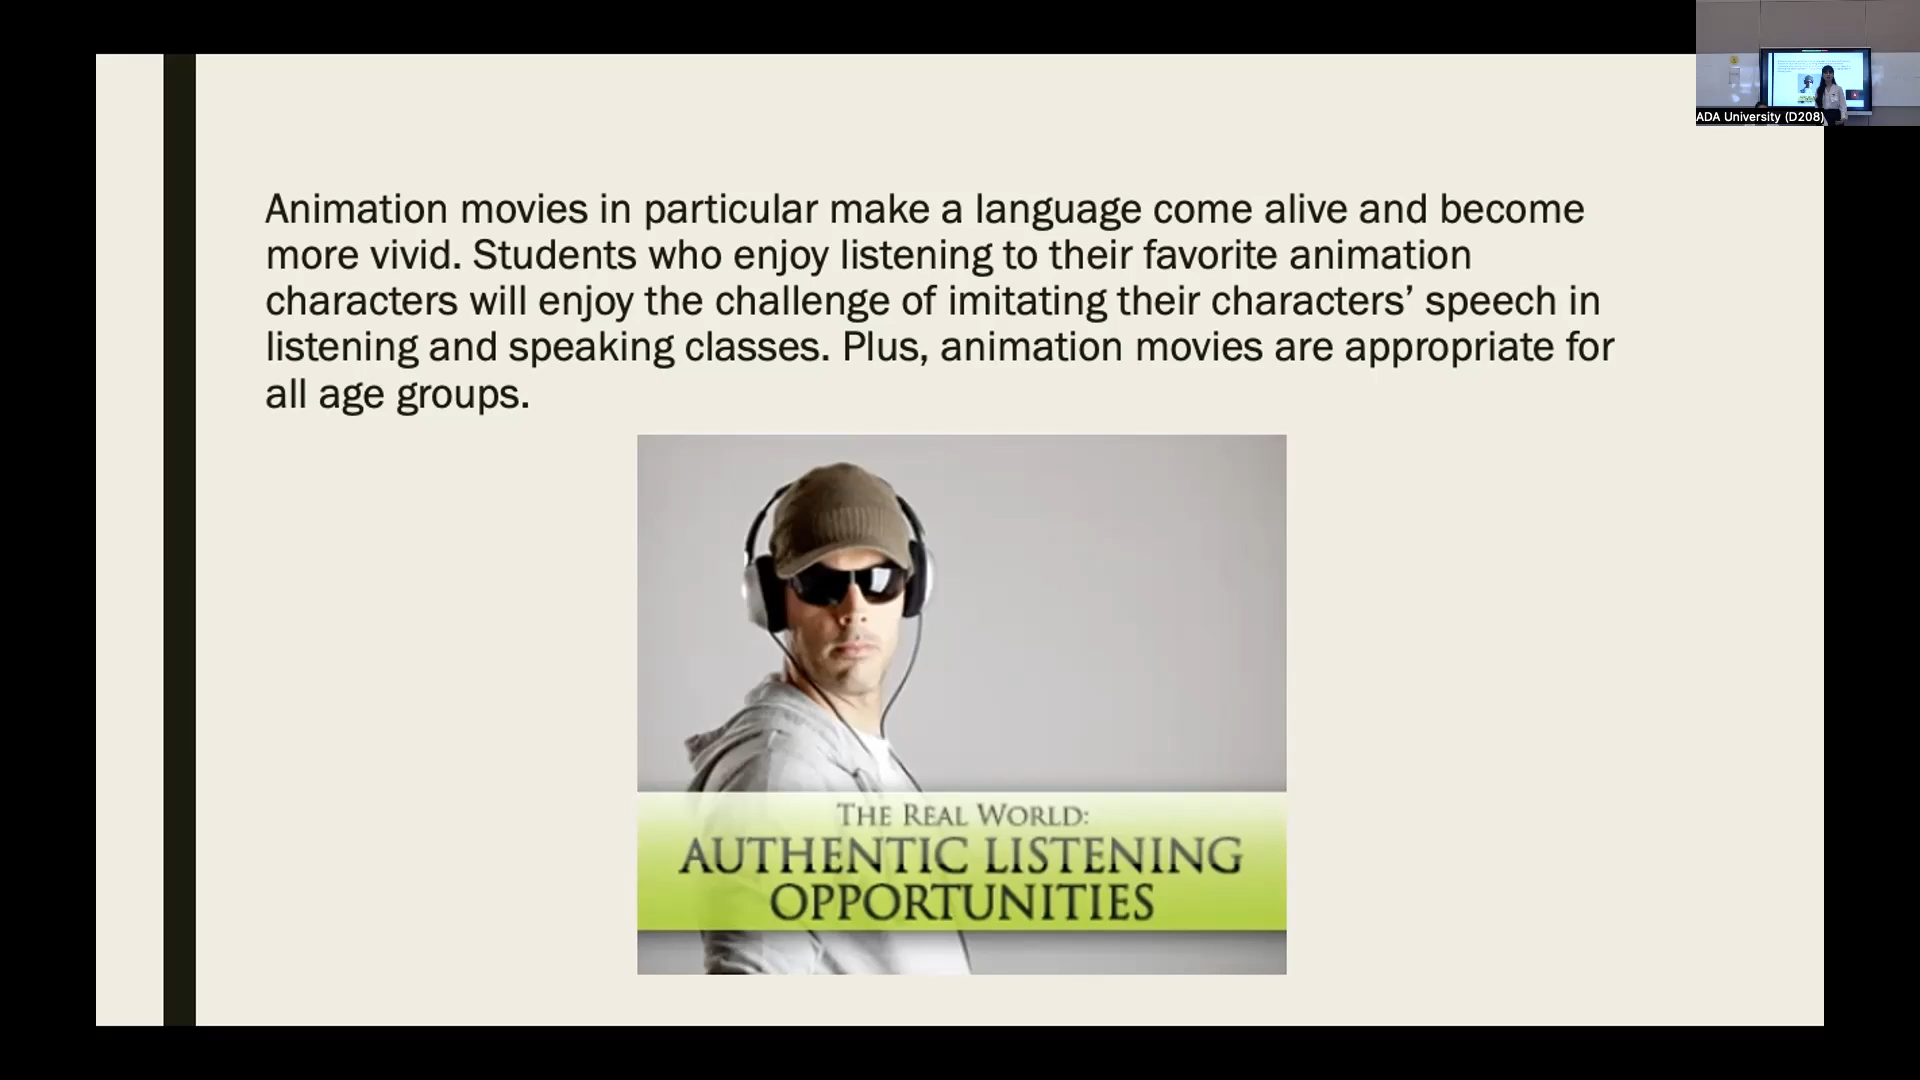 ADA University (D208)
Animation movies in particular make a language come alive and become
more vivid. Students who enjoy listening to their favorite animation
characters will enjoy the challenge of imitating their characters’ speech in
listening and speaking classes. Plus, animation movies are appropriate for
all age groups.
THE REAL WORLD:
AUTHENTIC LISTENING
OPPORTUNITIES